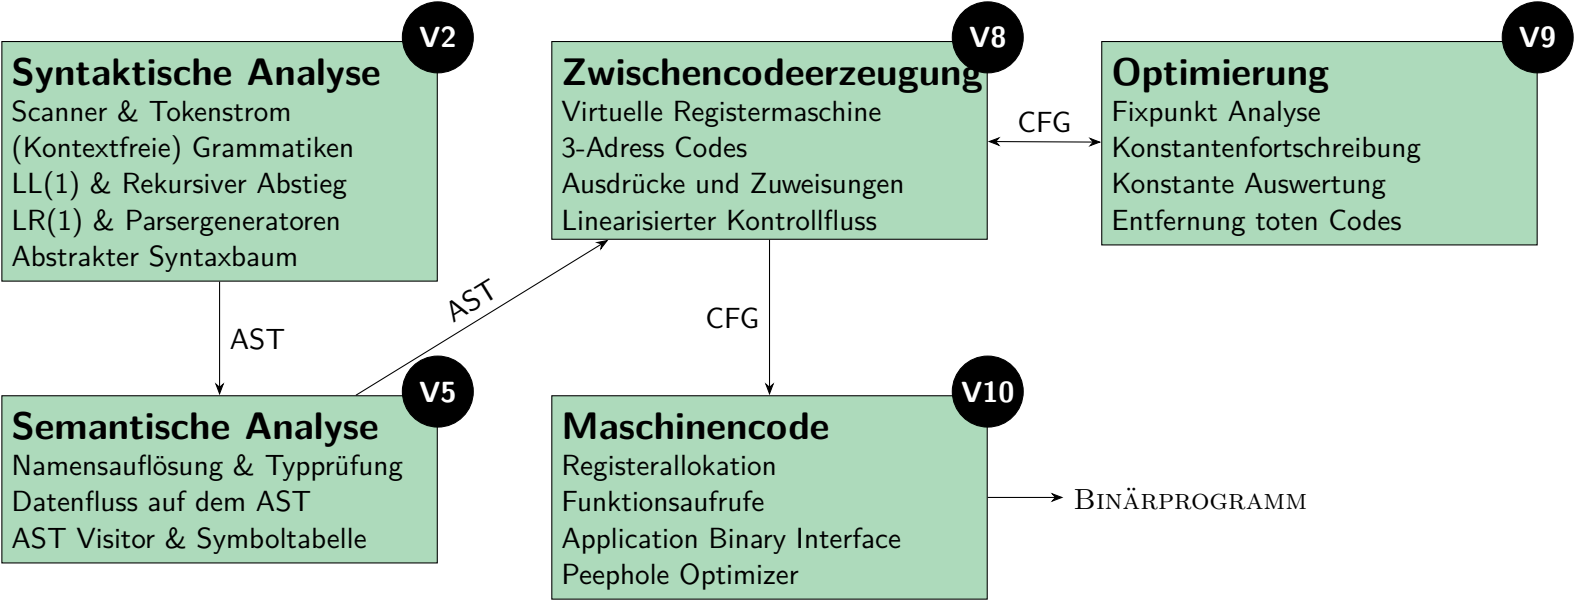 V2
Syntaktische Analyse
Scanner & Tokenstrom
(Kontextfreie) Grammatiken
LL(1) & Rekursiver Abstieg
LR(1) & Parsergeneratoren
Abstrakter Syntaxbaum
AST
V5
Semantische Analyse
Namensauflösung & Typprüfung
Datenfluss auf dem AST
AST Visitor & Symboltabelle
AST
V8
Zwischencodeerzeugung
Virtuelle Registermaschine
3-Adress Codes
Ausdrücke und Zuweisungen
Linearisierter Kontrollfluss
CFG
V9
Optimierung
Fixpunkt Analyse
Konstantenfortschreibung
Konstante Auswertung
Entfernung toten Codes
CFG
V10
Maschinencode
Registerallokation
Funktionsaufrufe
Application Binary Interface
Peephole Optimizer
BINÄRPROGRAMM